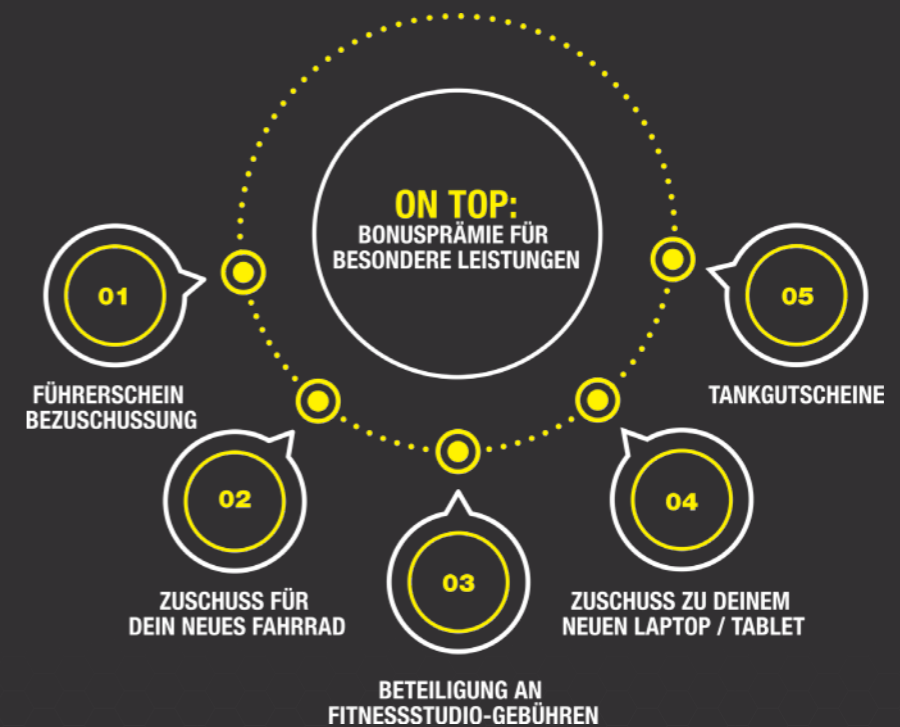 ON TOP:
BONUSPRÄMIE FÜR
BESONDERE LEISTUNGEN
01
FÜHRERSCHEIN
BEZUSCHUSSUNG
02
ZUSCHUSS FÜR
DEIN NEUES FAHRRAD
03
BETEILIGUNG AN
FITNESSSTUDIO-GEBÜHREN
04
ZUSCHUSS ZU DEINEM
NEUEN LAPTOP / TABLET
05
TANKGUTSCHEINE